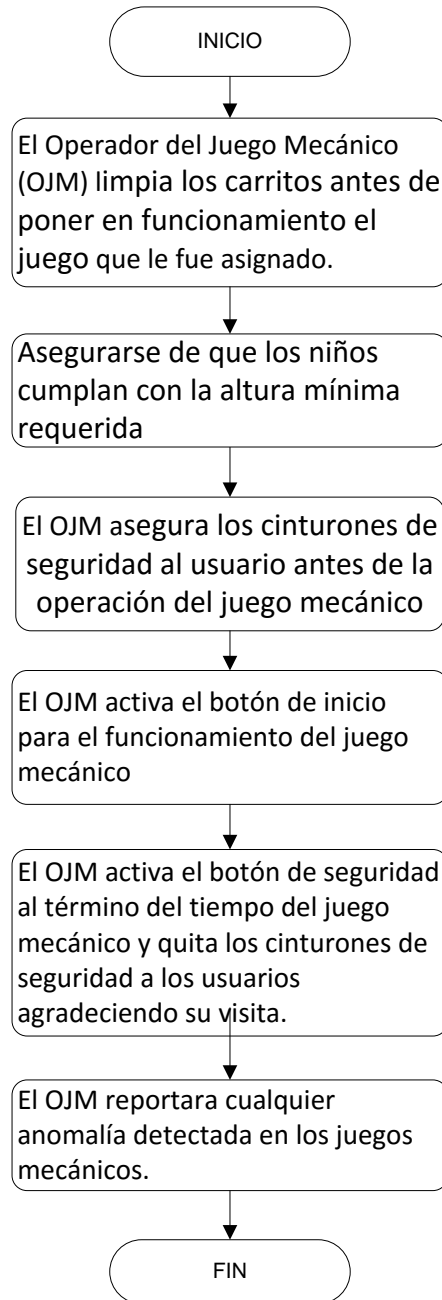 INICIO
El Operador del Juego Mecánico
(OJM) limpia los carritos antes de
poner en funcionamiento el
juego que le fue asignado.
Asegurarse de que los niños
cumplan con la altura mínima
requerida
El OJM asegura los cinturones de
seguridad al usuario antes de la
operación del juego mecánico
El OJM activa el botón de inicio
para el funcionamiento del juego
mecánico
El OJM activa el botón de seguridad
al término del tiempo del juego
mecánico y quita los cinturones de
seguridad a los usuarios
agradeciendo su visita.
El OJM reportara cualquier
anomalía detectada en los juegos
mecánicos.
FIN